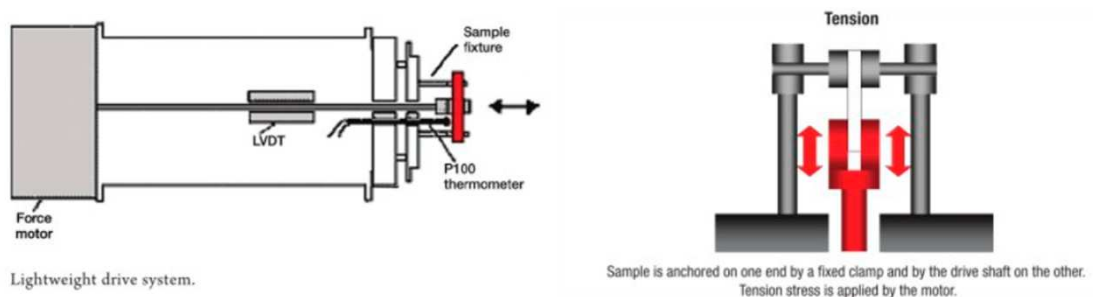 Sample
fixture
LVDT
P100
thermometer
Force
motor
Lightweight drive system.
Tension
Sample is anchored on one end by a fixed clamp and by the drive shaft on the other.
Tension stress is applied by the motor.